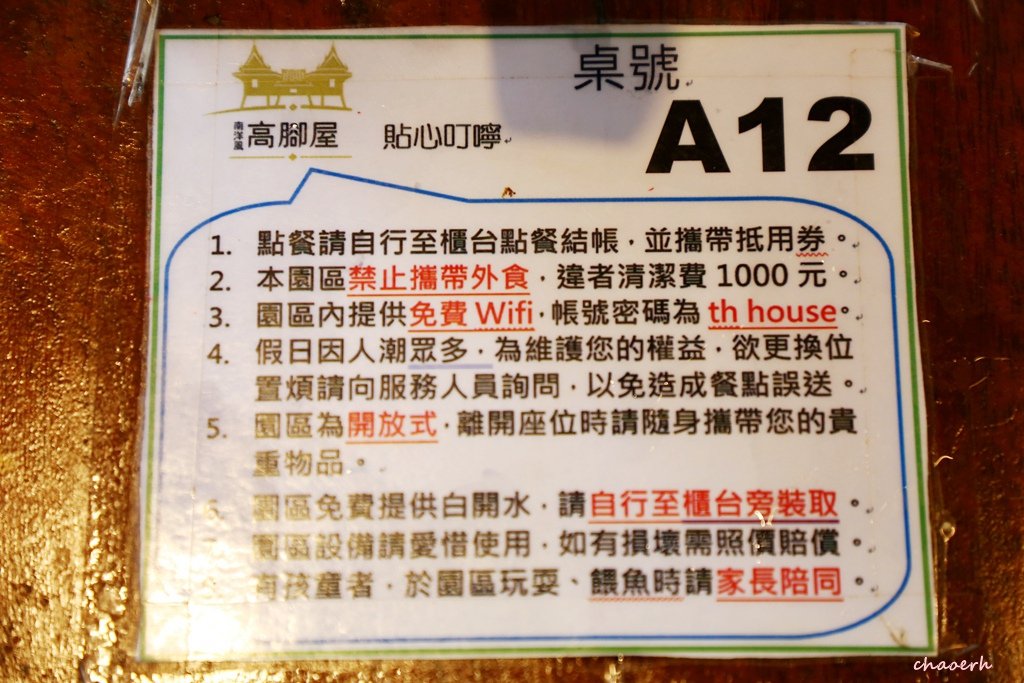 桌號
A12
南洋風 高腳屋 貼心叮嚀
1. 點餐請自行至櫃台點餐結帳，並攜帶抵用券。
2. 本園區禁止攜帶外食，違者清潔費 1000 元。
3. 園區內提供免費 Wifi，帳號密碼為 th house。
4. 假日因人潮眾多，為維護您的權益，欲更換位
置煩請向服務人員詢問，以免造成餐點誤送。
5. 園區為開放式，離開座位時請隨身攜帶您的貴
重物品。
6. 園區免費提供白開水，請自行至櫃台旁裝取。
7. 園區設備請愛惜使用，如有損壞需照價賠償。
有孩童者，於園區玩耍、餵魚時請家長陪同。
chaoerh